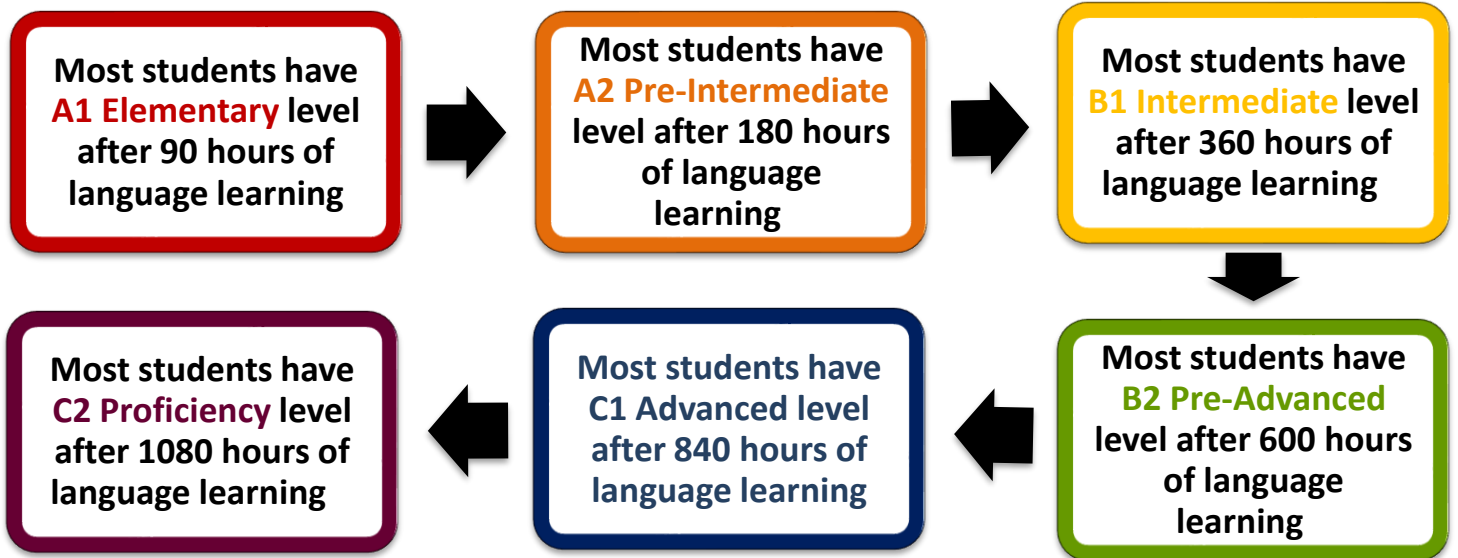 Most students have
A1 Elementary level
after 90 hours of
language learning
Most students have
A2 Pre-Intermediate
level after 180 hours
of language
learning
Most students have
B1 Intermediate level
after 360 hours of
language learning
Most students have
B2 Pre-Advanced
level after 600 hours
of language
learning
Most students have
C1 Advanced level
after 840 hours of
language learning
Most students have
C2 Proficiency level
after 1080 hours of
language learning